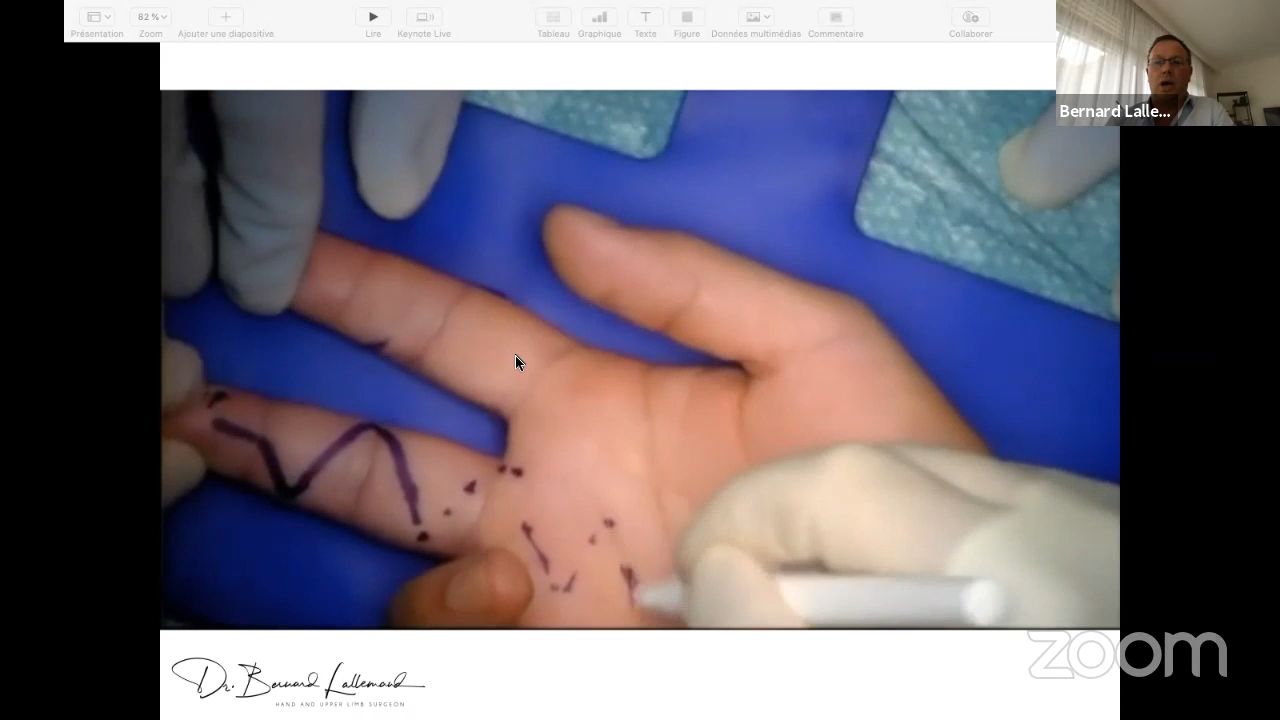 82 %
Présentation Zoom Ajouter une diapositive Lire Keynote Live Tableau Graphique Texte Figure Données multimédias Commentaire Collaborer
Bernard Lalle...
zoom
Dr. Bernard Lallemand
HAND AND UPPER LIMB SURGEON